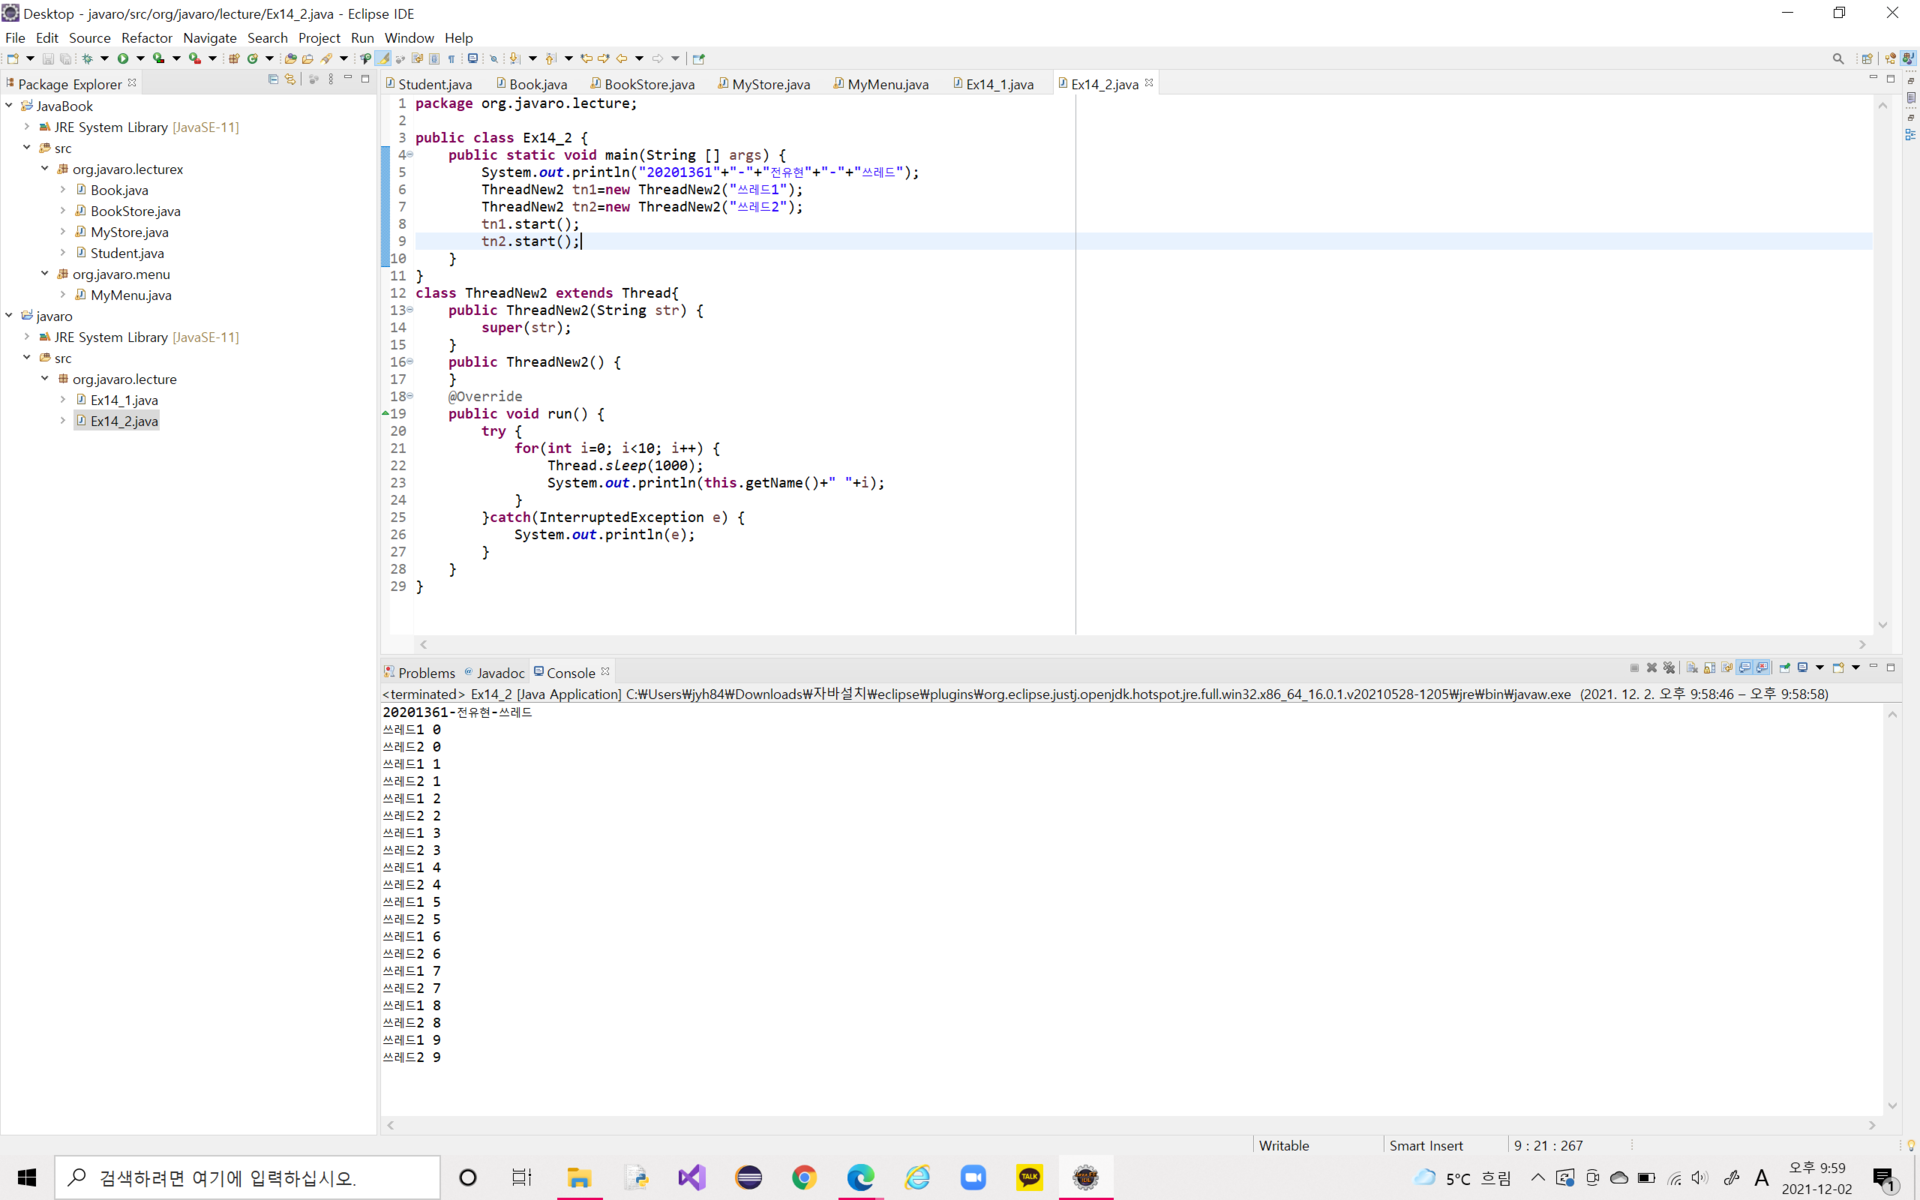 Desktop - javaro/src/org/javaro/lecture/Ex14_2.java - Eclipse IDE
File Edit Source Refactor Navigate Search Project Run Window Help
Package Explorer
JavaBook
JRE System Library [JavaSE-11]
src
org.javaro.lecturex
Book.java
BookStore.java
MyStore.java
Student.java
org.javaro.menu
MyMenu.java
javaro
JRE System Library [JavaSE-11]
src
org.javaro.lecture
Ex14_1.java
Ex14_2.java
Student.java Book.java BookStore.java MyStore.java MyMenu.java Ex14_1.java Ex14_2.java
1 package org.javaro.lecture;
2
3 public class Ex14_2 {
4 public static void main(String [] args) {
5 System.out.println("20201361"+"-"+"전유현"+"-"+"쓰레드");
6 ThreadNew2 tn1=new ThreadNew2("쓰레드1");
7 ThreadNew2 tn2=new ThreadNew2("쓰레드2");
8 tn1.start();
9 tn2.start();
10 }
11 }
12 class ThreadNew2 extends Thread{
13 public ThreadNew2(String str) {
14 super(str);
15 }
16 public ThreadNew2() {
17 }
18 @Override
19 public void run() {
20 try {
21 for(int i=0; i<10; i++) {
22 Thread.sleep(1000);
23 System.out.println(this.getName()+" "+i);
24 }
25 }catch(InterruptedException e) {
26 System.out.println(e);
27 }
28 }
29 }
Problems Javadoc Console
<terminated> Ex14_2 [Java Application] C:₩Users₩jyh84₩Downloads₩자바설치₩eclipse₩plugins₩org.eclipse.justj.openjdk.hotspot.jre.full.win32.x86_64_16.0.1.v20210528-1205₩jre₩bin₩javaw.exe (2021. 12. 2. 오후 9:58:46 – 오후 9:58:58)
20201361-전유현-쓰레드
쓰레드1 0
쓰레드2 0
쓰레드1 1
쓰레드2 1
쓰레드1 2
쓰레드2 2
쓰레드1 3
쓰레드2 3
쓰레드1 4
쓰레드2 4
쓰레드1 5
쓰레드2 5
쓰레드1 6
쓰레드2 6
쓰레드1 7
쓰레드2 7
쓰레드1 8
쓰레드2 8
쓰레드1 9
쓰레드2 9
Writable Smart Insert 9 : 21 : 267
검색하려면 여기에 입력하십시오.
TALK
5°C 흐림
A
오후 9:59
2021-12-02
1